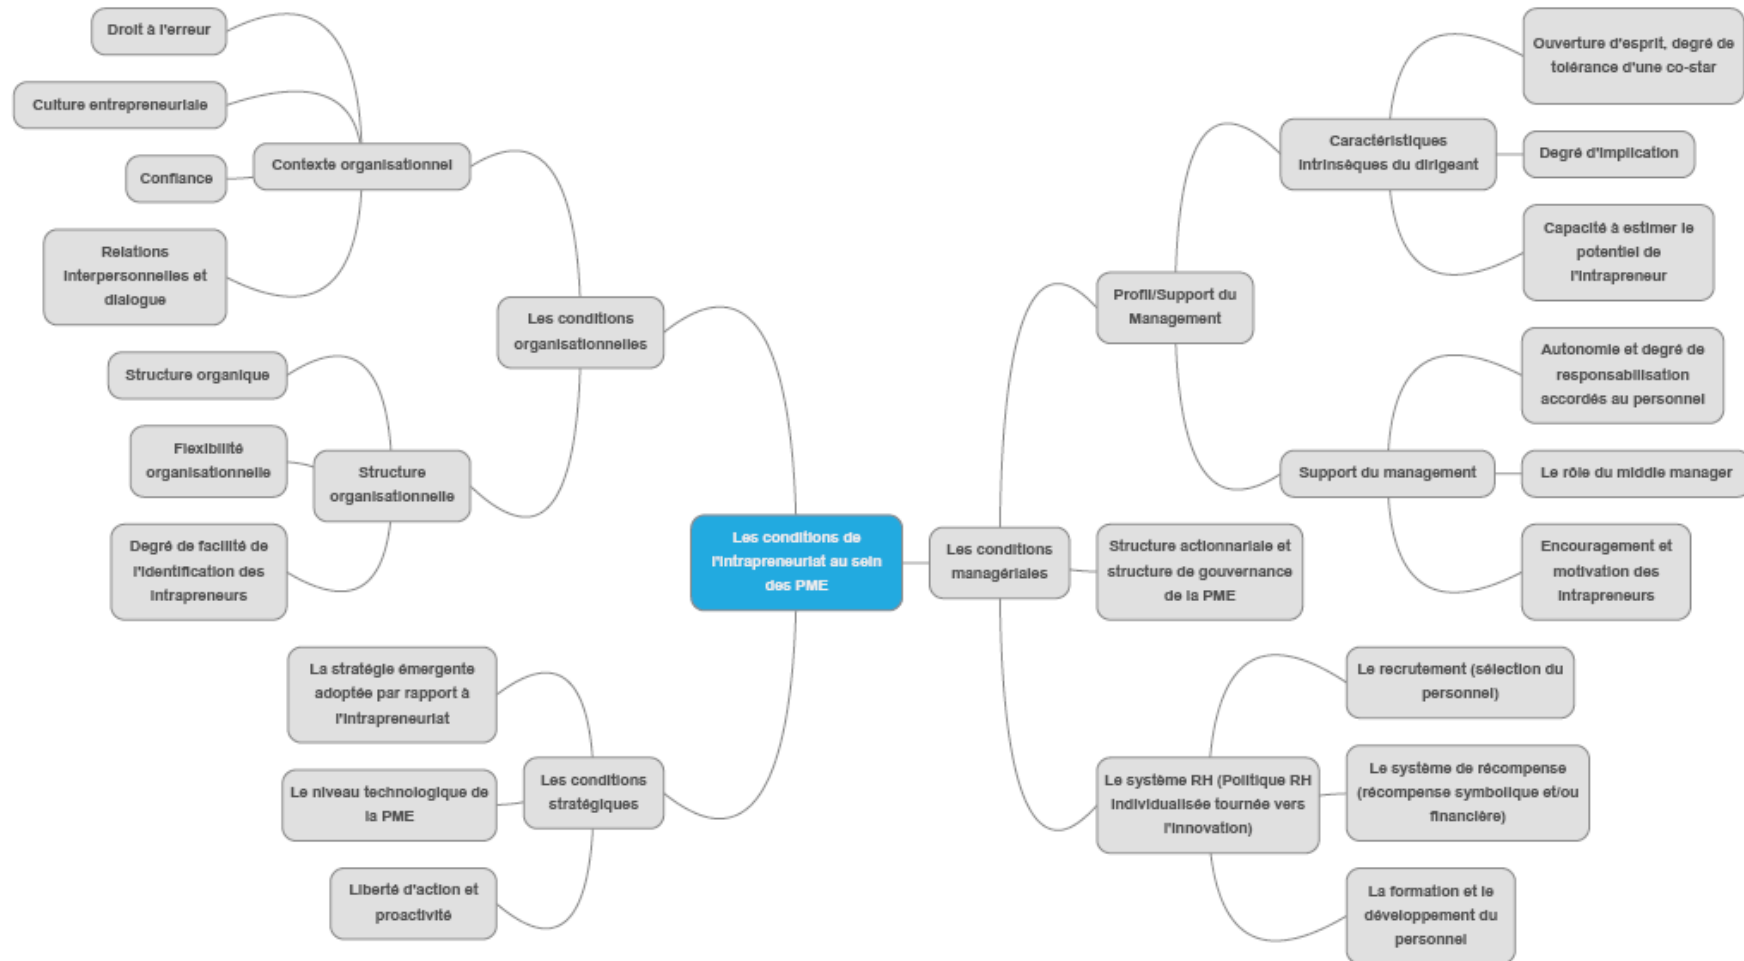 Droit à l'erreur
Culture entrepreneuriale
Confiance
Contexte organisationnel
Relations
interpersonnelles et
dialogue
Les conditions
organisationnelles
Structure organique
Flexibilité
organisationnelle
Structure
organisationnelle
Degré de facilité de
l'identification des
intrapreneurs
Les conditions de
l'intrapreneuriat au sein
des PME
La stratégie émergente
adoptée par rapport à
l'intrapreneuriat
Le niveau technologique de
la PME
Les conditions
stratégiques
Liberté d'action et
proactivité
Ouverture d'esprit, degré de
tolérance d'une co-star
Caractéristiques
intrinsèques du dirigeant
Degré d'implication
Capacité à estimer le
potentiel de
l'intrapreneur
Profil/Support du
Management
Autonomie et degré de
responsabilisation
accordés au personnel
Support du management
Le rôle du middle manager
Encouragement et
motivation des
intrapreneurs
Les conditions
managériales
Structure actionnariale et
structure de gouvernance
de la PME
Le recrutement (sélection du
personnel)
Le système RH (Politique RH
individualisée tournée vers
l'innovation)
Le système de récompense
(récompense symbolique et/ou
financière)
La formation et le
développement du
personnel